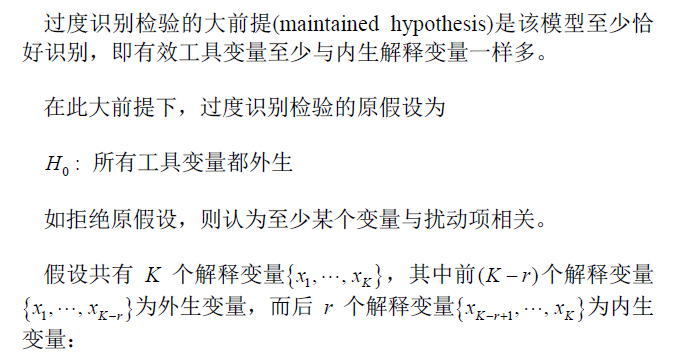 过度识别检验的大前提(maintained hypothesis)是该模型至少恰
好识别，即有效工具变量至少与内生解释变量一样多。
在此大前提下，过度识别检验的原假设为
H₀：所有工具变量都外生
如拒绝原假设，则认为至少某个变量与扰动项相关。
假设共有 K 个解释变量{x₁,⋯,x_K}，其中前(K−r)个解释变量
{x₁,⋯,x_{K−r}}为外生变量，而后 r 个解释变量{x_{K−r+1},⋯,x_K}为内生
变量：